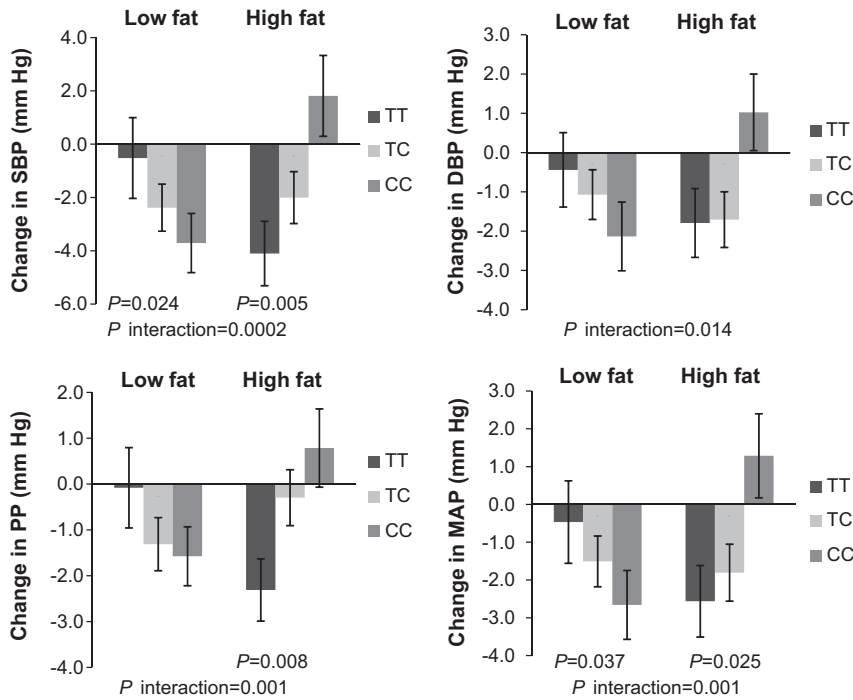 Low fat High fat
Change in SBP (mm Hg)
4.0
2.0
0.0
-2.0
-4.0
-6.0
TT
TC
CC
P=0.024 P=0.005
P interaction=0.0002
Low fat High fat
Change in DBP (mm Hg)
3.0
2.0
1.0
0.0
-1.0
-2.0
-3.0
-4.0
TT
TC
CC
P interaction=0.014
Low fat High fat
Change in PP (mm Hg)
2.0
1.0
0.0
-1.0
-2.0
-3.0
-4.0
TT
TC
CC
P=0.008
P interaction=0.001
Low fat High fat
Change in MAP (mm Hg)
3.0
2.0
1.0
0.0
-1.0
-2.0
-3.0
-4.0
TT
TC
CC
P=0.037 P=0.025
P interaction=0.001